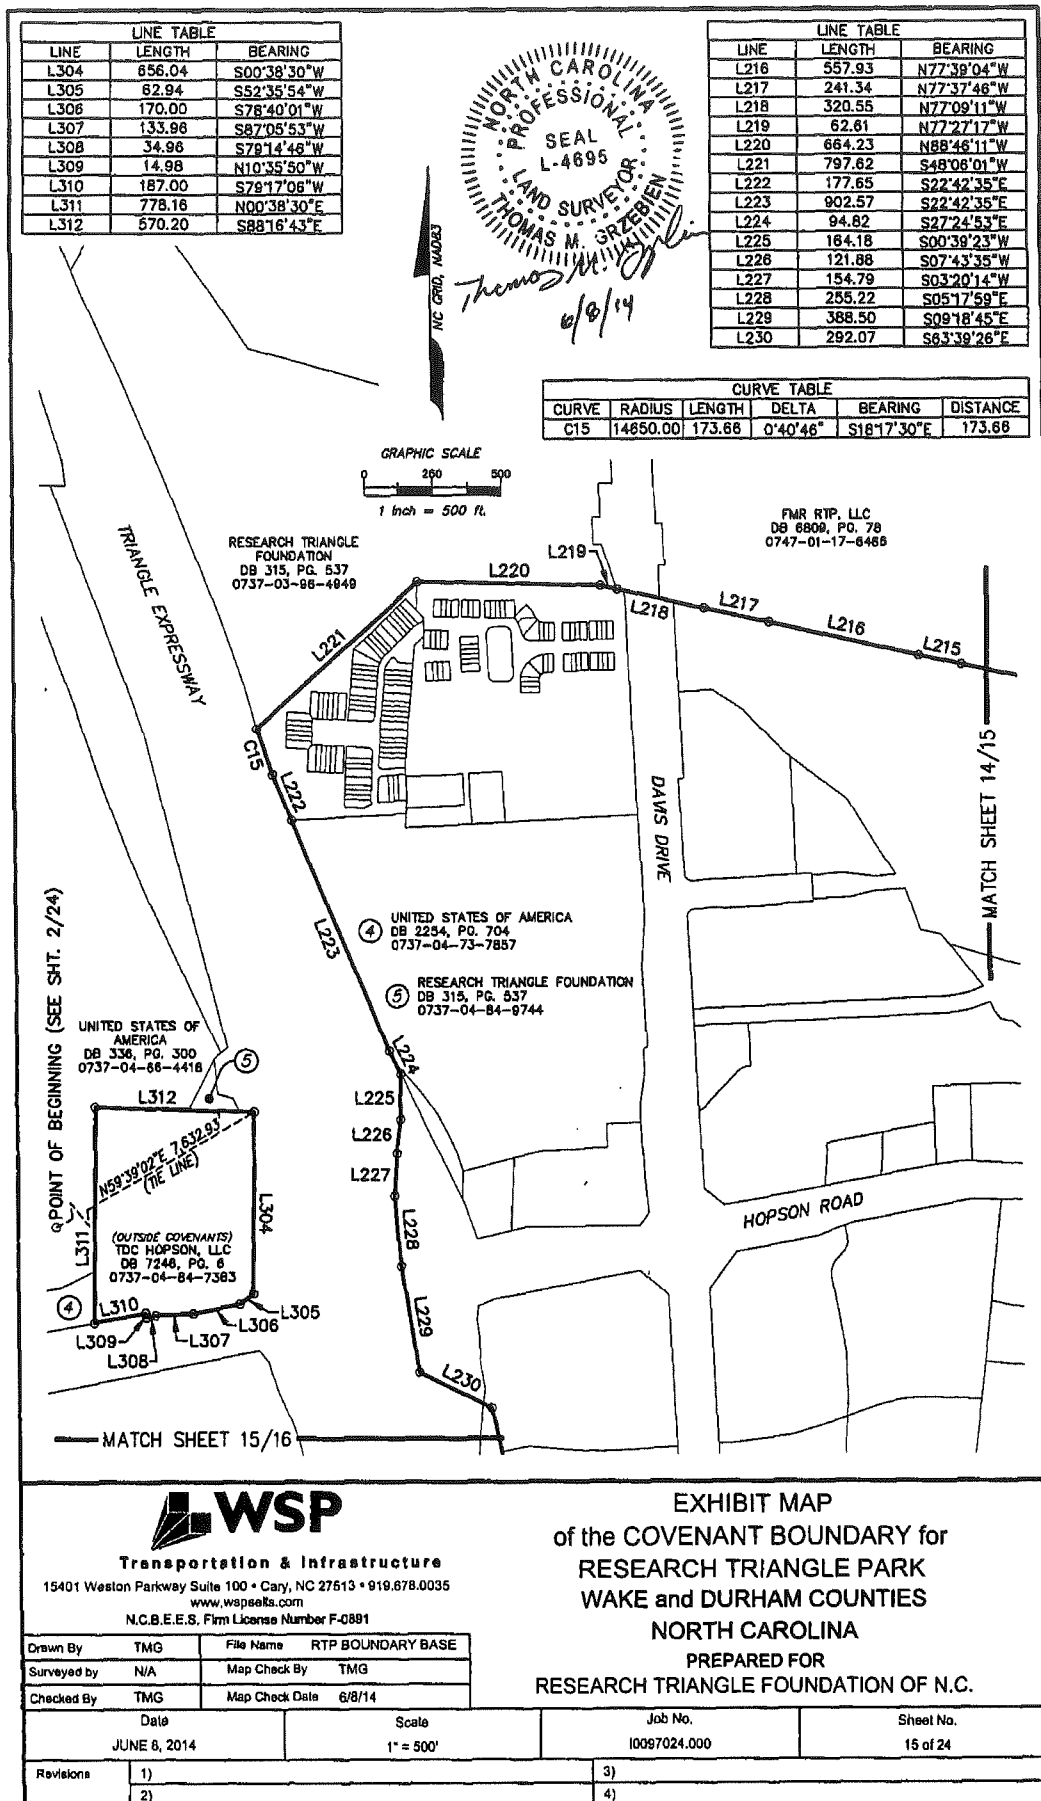 LINE TABLE
LINE LENGTH BEARING
L304 656.04 S00°38'30"W
L305 62.94 S52°35'54"W
L306 170.00 S78°40'01"W
L307 133.96 S87°05'53"W
L308 34.96 S79°14'46"W
L309 14.98 N10°35'50"W
L310 187.00 S79°17'06"W
L311 778.16 N00°38'30"E
L312 570.20 S88°16'43"E
NORTH CAROLINA
PROFESSIONAL
SEAL
L-4695
LAND SURVEYOR
THOMAS M. GRZEBIEN
6/8/14
LINE TABLE
LINE LENGTH BEARING
L216 557.93 N77°39'04"W
L217 241.34 N77°37'46"W
L218 320.55 N77°09'11"W
L219 62.61 N77°27'17"W
L220 664.23 N88°46'11"W
L221 797.62 S48°06'01"W
L222 177.65 S22°42'35"E
L223 902.57 S22°42'35"E
L224 94.82 S27°24'53"E
L225 164.18 S00°39'23"W
L226 121.88 S07°43'35"W
L227 154.79 S03°20'14"W
L228 255.22 S05°17'59"E
L229 388.50 S09°18'45"E
L230 292.07 S63°39'26"E
NC GRID, NAD83
CURVE TABLE
CURVE RADIUS LENGTH DELTA BEARING DISTANCE
C15 14650.00 173.66 0°40'46" S18°17'30"E 173.66
GRAPHIC SCALE
0 250 500
1 inch = 500 ft.
FMR RTP, LLC
DB 6809, PG. 78
0747-01-17-6466
RESEARCH TRIANGLE
FOUNDATION
DB 315, PG. 537
0737-03-96-4949
TRIANGLE EXPRESSWAY
L219
L220
L218
L217
L216
L215
L221
C15
L222
DAVIS DRIVE
MATCH SHEET 14/15
L223
4
UNITED STATES OF AMERICA
DB 2254, PG. 704
0737-04-73-7857
5
RESEARCH TRIANGLE FOUNDATION
DB 315, PG. 537
0737-04-84-9744
POINT OF BEGINNING (SEE SHT. 2/24)
UNITED STATES OF
AMERICA
DB 336, PG. 300
0737-04-66-4416
5
L224
L312
L225
L226
L227
N59°39'02"E 7,632.93'
(TIE LINE)
L304
L311
HOPSON ROAD
(OUTSIDE COVENANTS)
TDC HOPSON, LLC
DB 7246, PG. 6
0737-04-84-7383
L228
4
L310
L305
L309
L307
L306
L308
L229
L230
MATCH SHEET 15/16
WSP
Transportation & Infrastructure
15401 Weston Parkway Suite 100 • Cary, NC 27513 • 919.678.0035
www.wspsells.com
N.C.B.E.E.S. Firm License Number F-0891
EXHIBIT MAP
of the COVENANT BOUNDARY for
RESEARCH TRIANGLE PARK
WAKE and DURHAM COUNTIES
NORTH CAROLINA
PREPARED FOR
RESEARCH TRIANGLE FOUNDATION OF N.C.
Drawn By TMG File Name RTP BOUNDARY BASE
Surveyed by N/A Map Check By TMG
Checked By TMG Map Check Date 6/8/14
Date Scale Job No. Sheet No.
JUNE 6, 2014 1" = 500' I0097024.000 15 of 24
Revisions 1) 3)
2) 4)